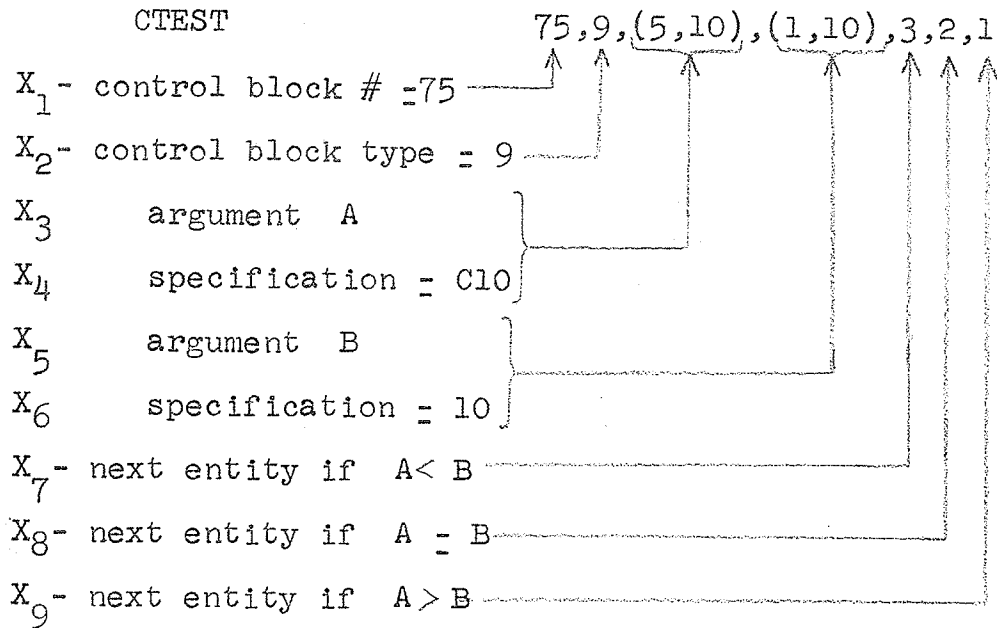 CTEST 75,9,(5,10),(1,10),3,2,1
X1- control block # =75
X2- control block type = 9
X3 argument A
X4 specification = C10
X5 argument B
X6 specification = 10
X7- next entity if A< B
X8- next entity if A = B
X9- next entity if A > B